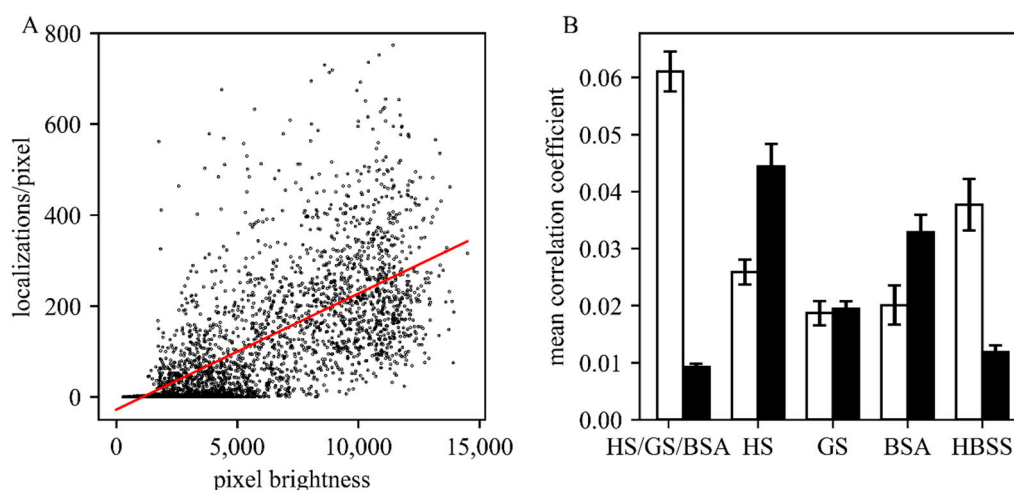 A
800
600
400
200
0
localizations/pixel
0 5,000 10,000 15,000
pixel brightness
B
0.06
0.05
0.04
0.03
0.02
0.01
0.00
mean correlation coefficient
HS/GS/BSA HS GS BSA HBSS